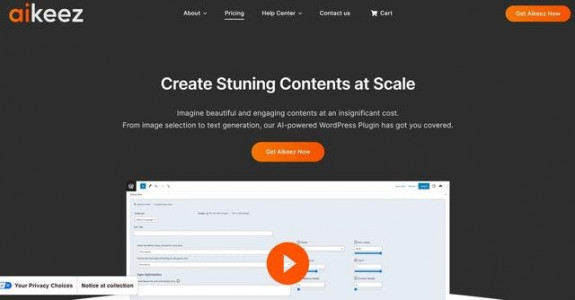 aikeez
About Pricing Help Center Contact us Cart Get Aikeez Now
Create Stuning Contents at Scale
Imagine beautiful and engaging contents at an insignificant cost.
From image selection to text generation, our AI-powered WordPress Plugin has got you covered.
Get Aikeez Now
Your Privacy Choices Notice at collection